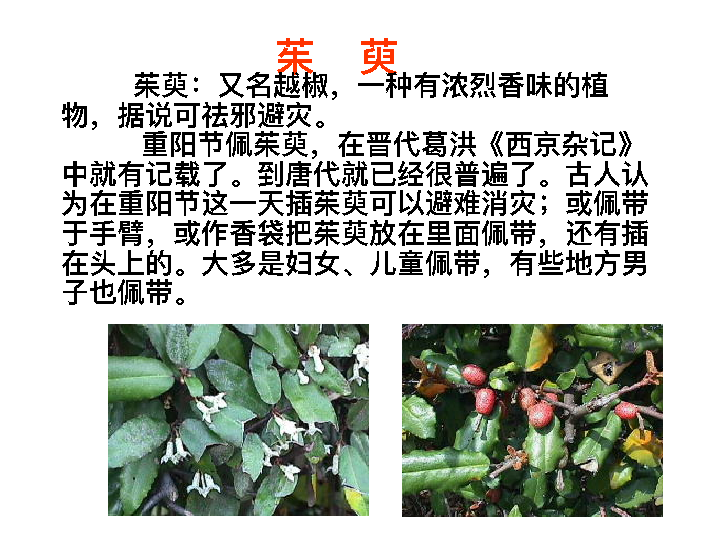 茱 萸
茱萸：又名越椒，一种有浓烈香味的植
物，据说可祛邪避灾。
重阳节佩茱萸，在晋代葛洪《西京杂记》
中就有记载了。到唐代就已经很普遍了。古人认
为在重阳节这一天插茱萸可以避难消灾；或佩带
于手臂，或作香袋把茱萸放在里面佩带，还有插
在头上的。大多是妇女、儿童佩带，有些地方男
子也佩带。